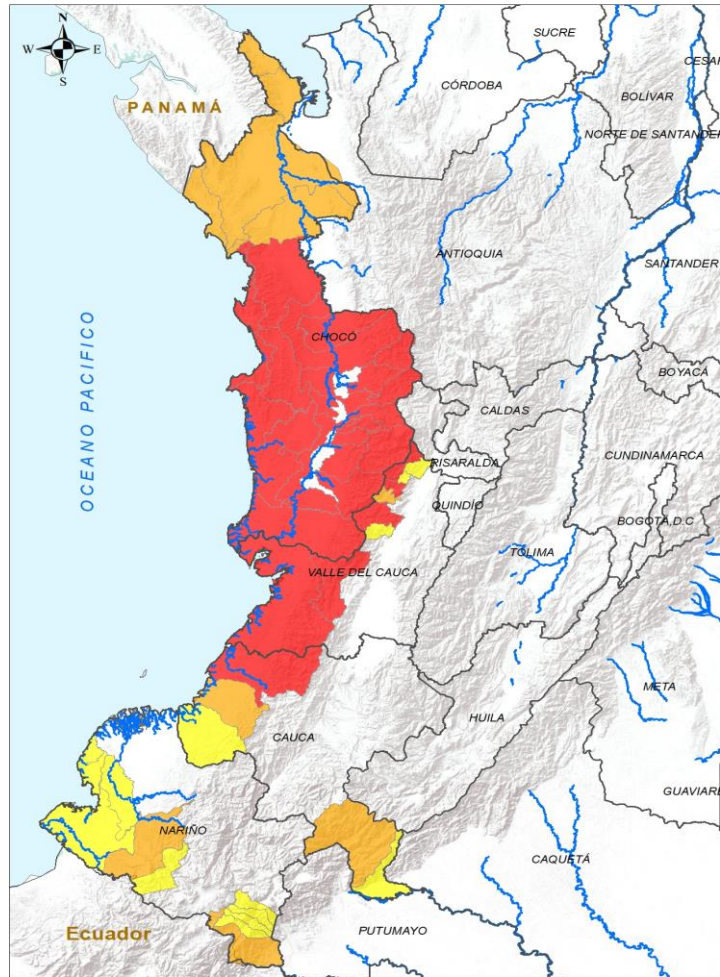 N
W E
S
SUCRE
CESAR
CÓRDOBA
BOLÍVAR
PANAMÁ
NORTE DE SANTANDER
ANTIOQUIA
SANTANDER
OCEANO PACIFICO
CHOCÓ
BOYACÁ
CALDAS
CUNDINAMARCA
RISARALDA
QUINDÍO
BOGOTÁ, D.C
TOLIMA
VALLE DEL CAUCA
META
HUILA
CAUCA
GUAVIARE
NARIÑO
CAQUETÁ
Ecuador
PUTUMAYO